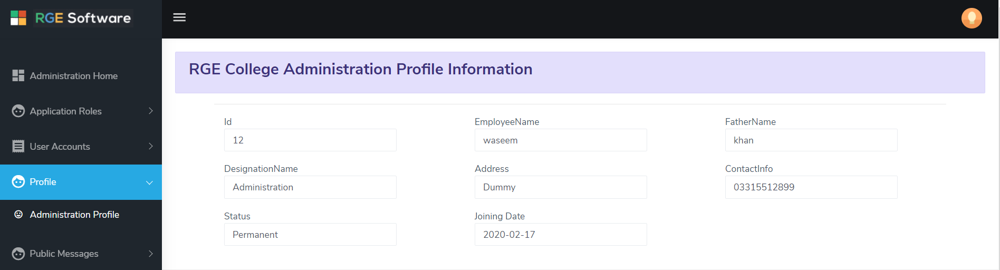 RGE Software
Administration Home
Application Roles
User Accounts
Profile
Administration Profile
Public Messages
RGE College Administration Profile Information
Id
12
EmployeeName
waseem
FatherName
khan
DesignationName
Administration
Address
Dummy
ContactInfo
03315512899
Status
Permanent
Joining Date
2020-02-17